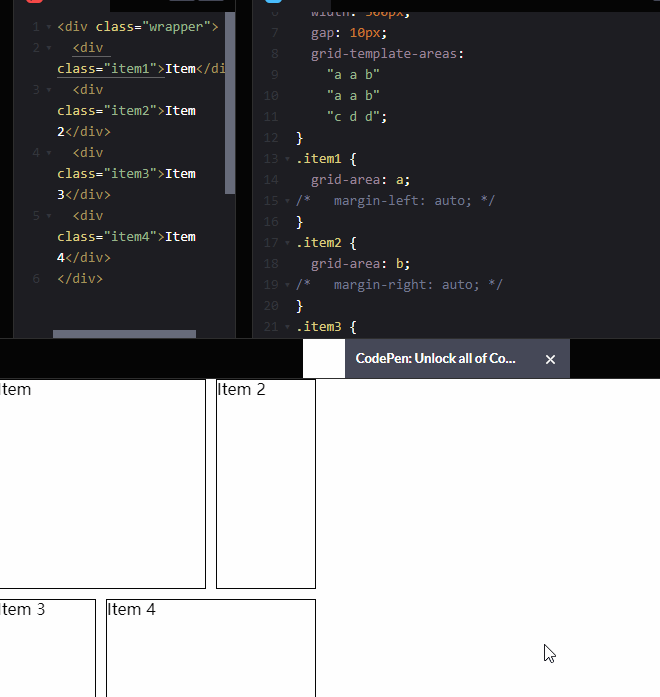 1 <div class="wrapper">
2 <div
class="item1">Item</di
3 <div
class="item2">Item
2</div>
4 <div
class="item3">Item
3</div>
5 <div
class="item4">Item
4</div>
6 </div>
6 width: 300px;
7 gap: 10px;
8 grid-template-areas:
9 "a a b"
10 "a a b"
11 "c d d";
12 }
13 .item1 {
14 grid-area: a;
15 /* margin-left: auto; */
16 }
17 .item2 {
18 grid-area: b;
19 /* margin-right: auto; */
20 }
21 .item3 {
CodePen: Unlock all of Co... ×
Item
Item 2
Item 3
Item 4